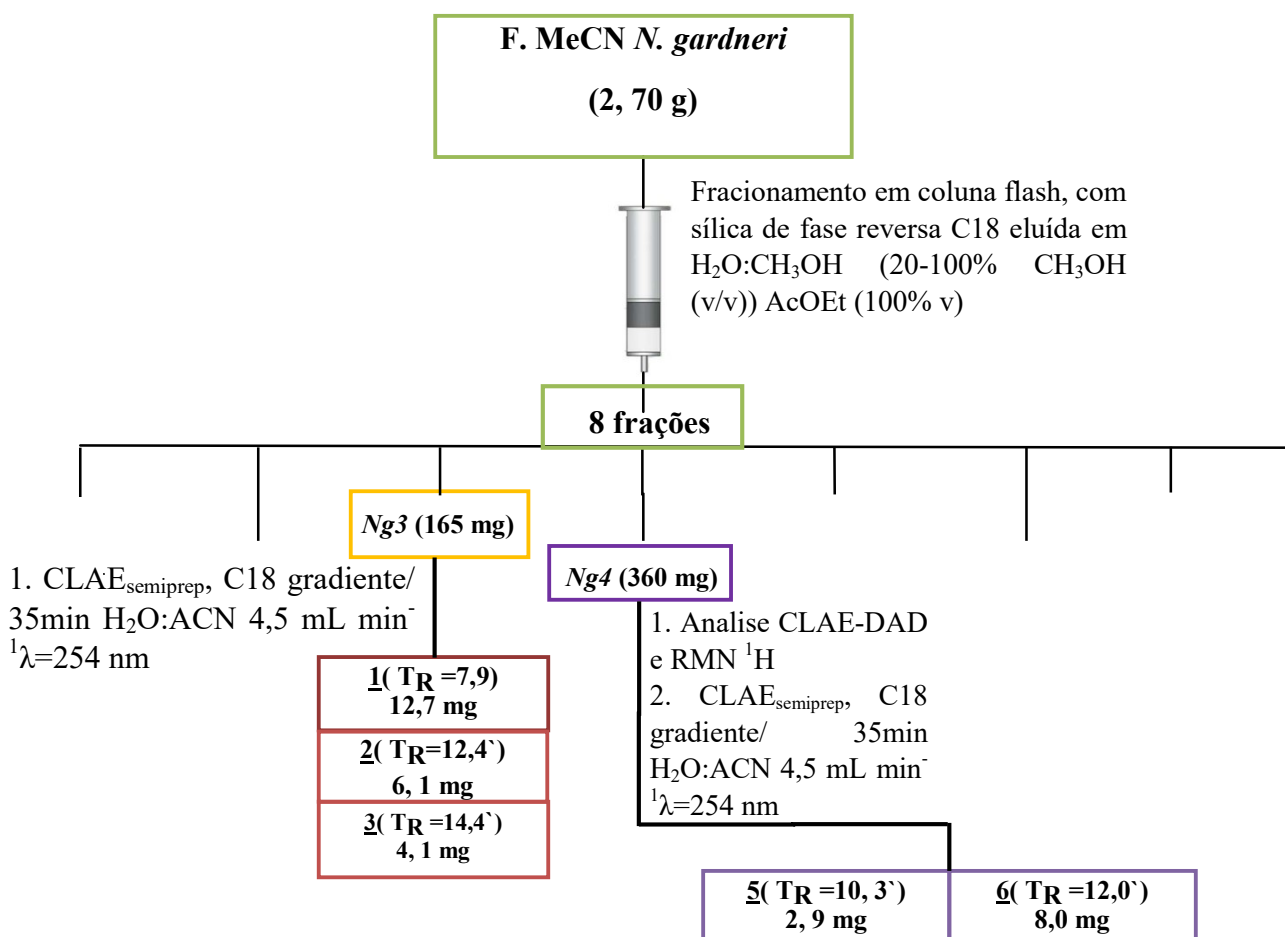 F. MeCN N. gardneri
(2, 70 g)
Fracionamento em coluna flash, com
sílica de fase reversa C18 eluída em
H₂O:CH₃OH (20-100% CH₃OH
(v/v)) AcOEt (100% v)
8 frações
Ng3 (165 mg)
1. CLAEsemiprep, C18 gradiente/
35min H₂O:ACN 4,5 mL min⁻
¹λ=254 nm
1( TR =7,9)
12,7 mg
2( TR=12,4`)
6, 1 mg
3( TR =14,4`)
4, 1 mg
Ng4 (360 mg)
1. Analise CLAE-DAD
e RMN ¹H
2. CLAEsemiprep, C18
gradiente/ 35min
H₂O:ACN 4,5 mL min⁻
¹λ=254 nm
5( TR =10, 3`)
2, 9 mg
6( TR =12,0`)
8,0 mg